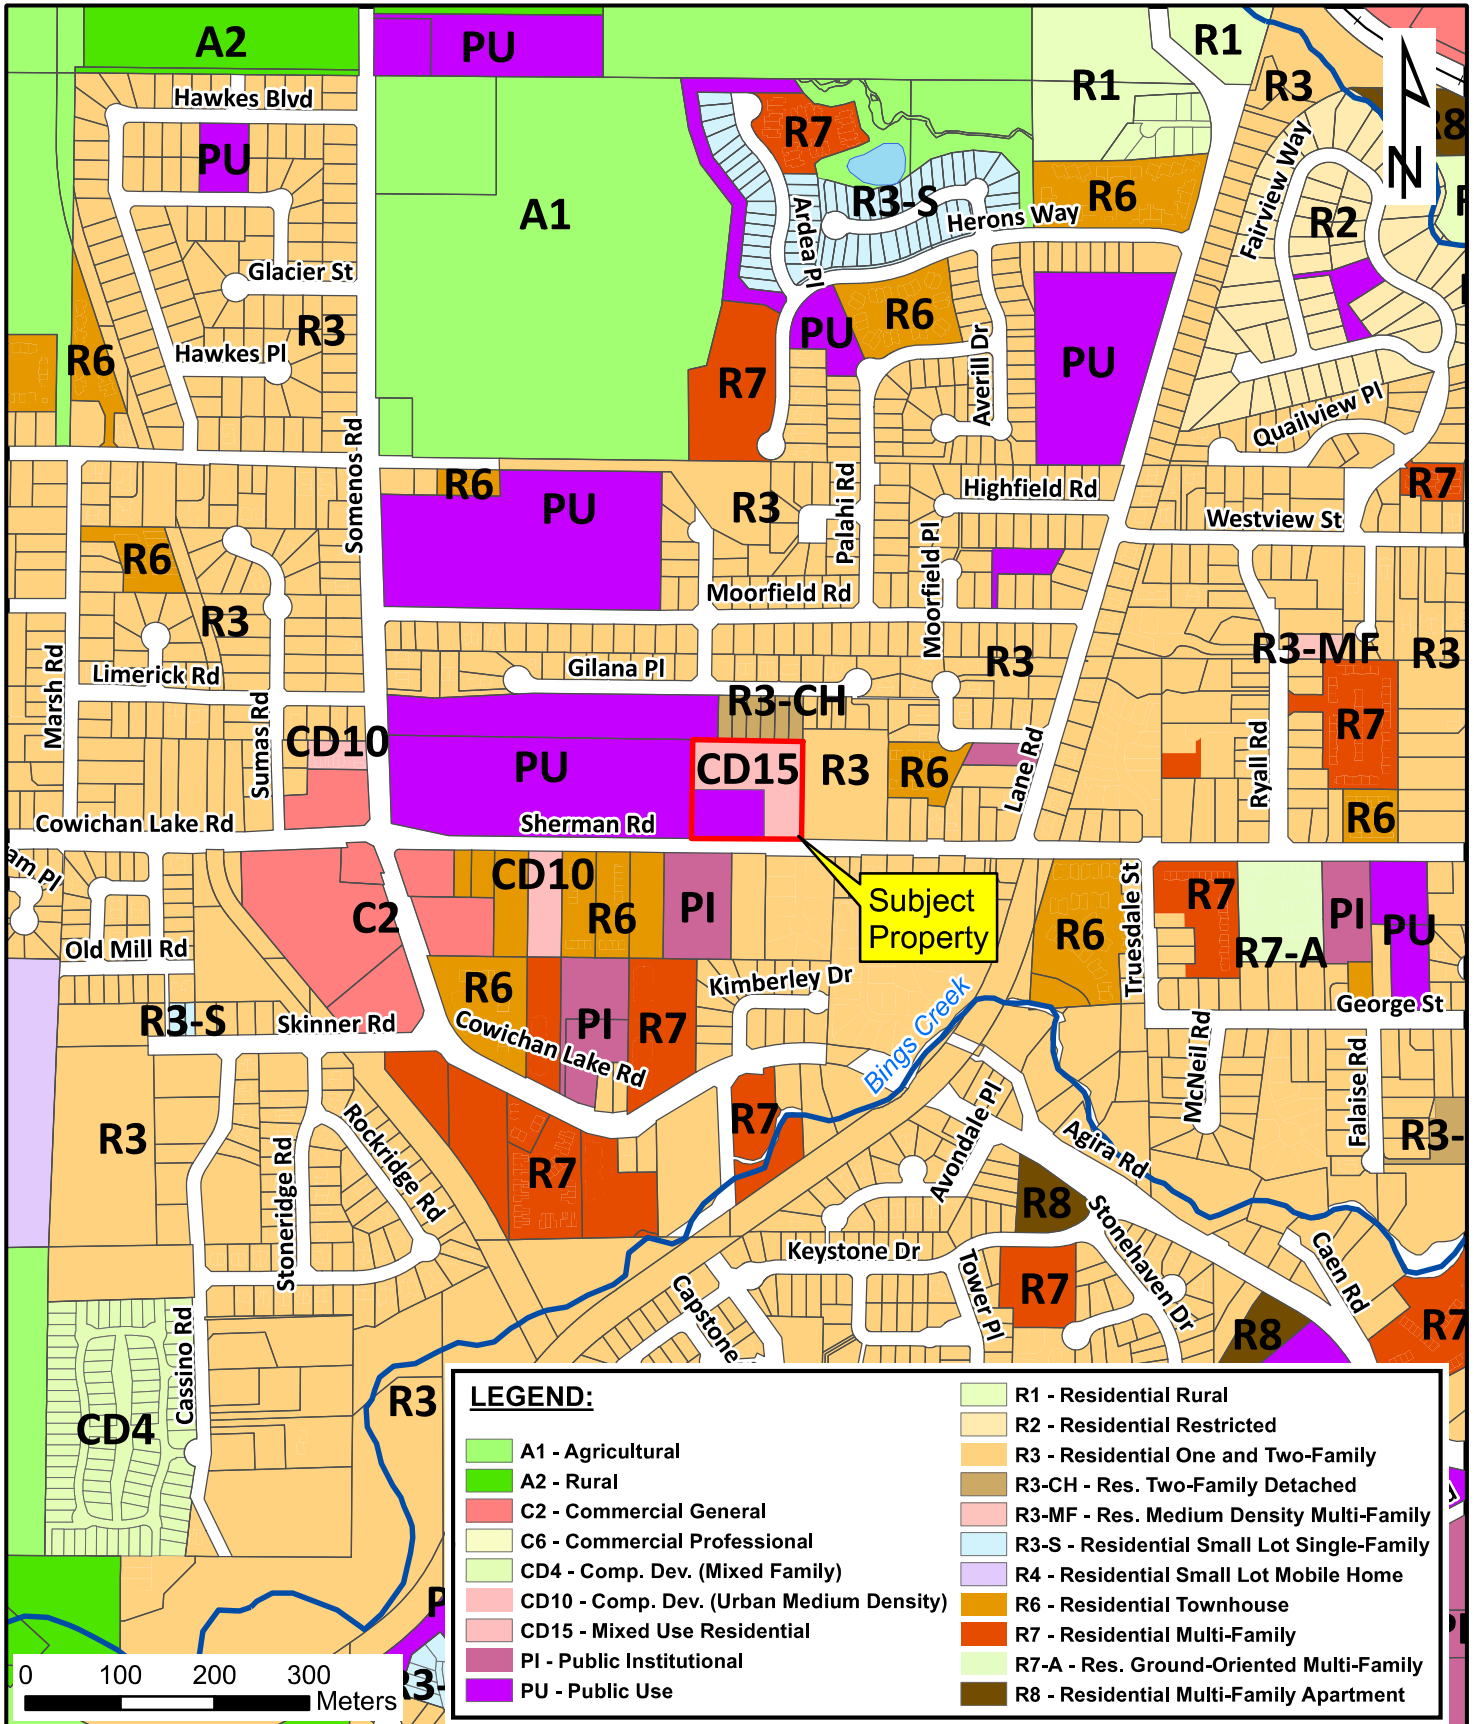 A2
PU
R1
R1
R3
Hawkes Blvd
PU
R7
R8
N
A1
R3-S
Herons Way
R6
Fairview Way
R2
Ardea Pl
Glacier St
R3
Hawkes Pl
R6
PU
R6
Averill Dr
PU
R7
Quailview Pl
Somenos Rd
R6
PU
R3
Palahi Rd
Highfield Rd
Moorfield Pl
Westview St
R7
R6
R3
Moorfield Rd
Marsh Rd
Limerick Rd
Sumas Rd
Gilana Pl
R3
R3-MF
R3
R3-CH
CD10
PU
CD15
R3
R6
Lane Rd
Ryall Rd
R7
R6
Cowichan Lake Rd
Sherman Rd
am Pl
C2
CD10
R6
PI
Subject
Property
R6
Truesdale St
R7
R7-A
PI
PU
Old Mill Rd
R3-S
Skinner Rd
R6
Cowichan Lake Rd
PI
R7
Kimberley Dr
Bings Creek
George St
McNeil Rd
Falaise Rd
R3-
R3
Stoneridge Rd
Rockridge Rd
R7
R7
Avondale Pl
Agira Rd
R8
Stonehaven Dr
Keystone Dr
Tower Pl
R7
Caen Rd
R8
R7
Capstone
Cassino Rd
CD4
R3
LEGEND:
A1 - Agricultural
A2 - Rural
C2 - Commercial General
C6 - Commercial Professional
CD4 - Comp. Dev. (Mixed Family)
CD10 - Comp. Dev. (Urban Medium Density)
CD15 - Mixed Use Residential
PI - Public Institutional
PU - Public Use
R1 - Residential Rural
R2 - Residential Restricted
R3 - Residential One and Two-Family
R3-CH - Res. Two-Family Detached
R3-MF - Res. Medium Density Multi-Family
R3-S - Residential Small Lot Single-Family
R4 - Residential Small Lot Mobile Home
R6 - Residential Townhouse
R7 - Residential Multi-Family
R7-A - Res. Ground-Oriented Multi-Family
R8 - Residential Multi-Family Apartment
R3-
0 100 200 300
Meters